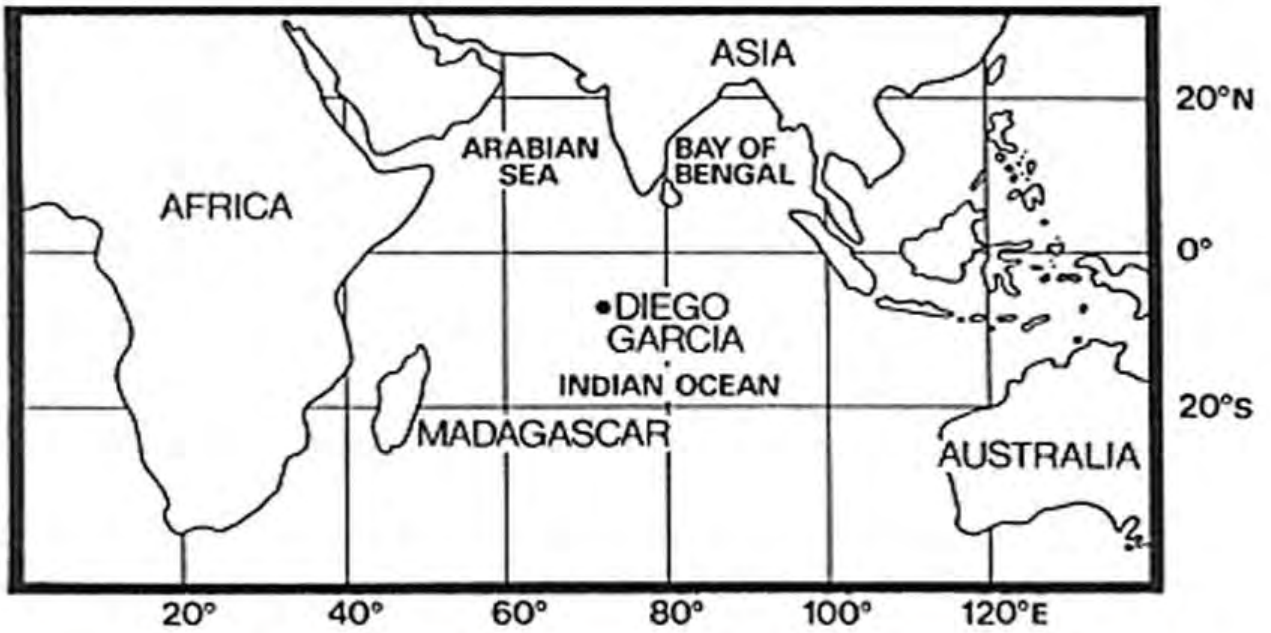 ASIA
20°N
ARABIAN
SEA
BAY OF
BENGAL
AFRICA
0°
DIEGO
GARCIA
INDIAN OCEAN
20°S
MADAGASCAR
AUSTRALIA
20° 40° 60° 80° 100° 120°E